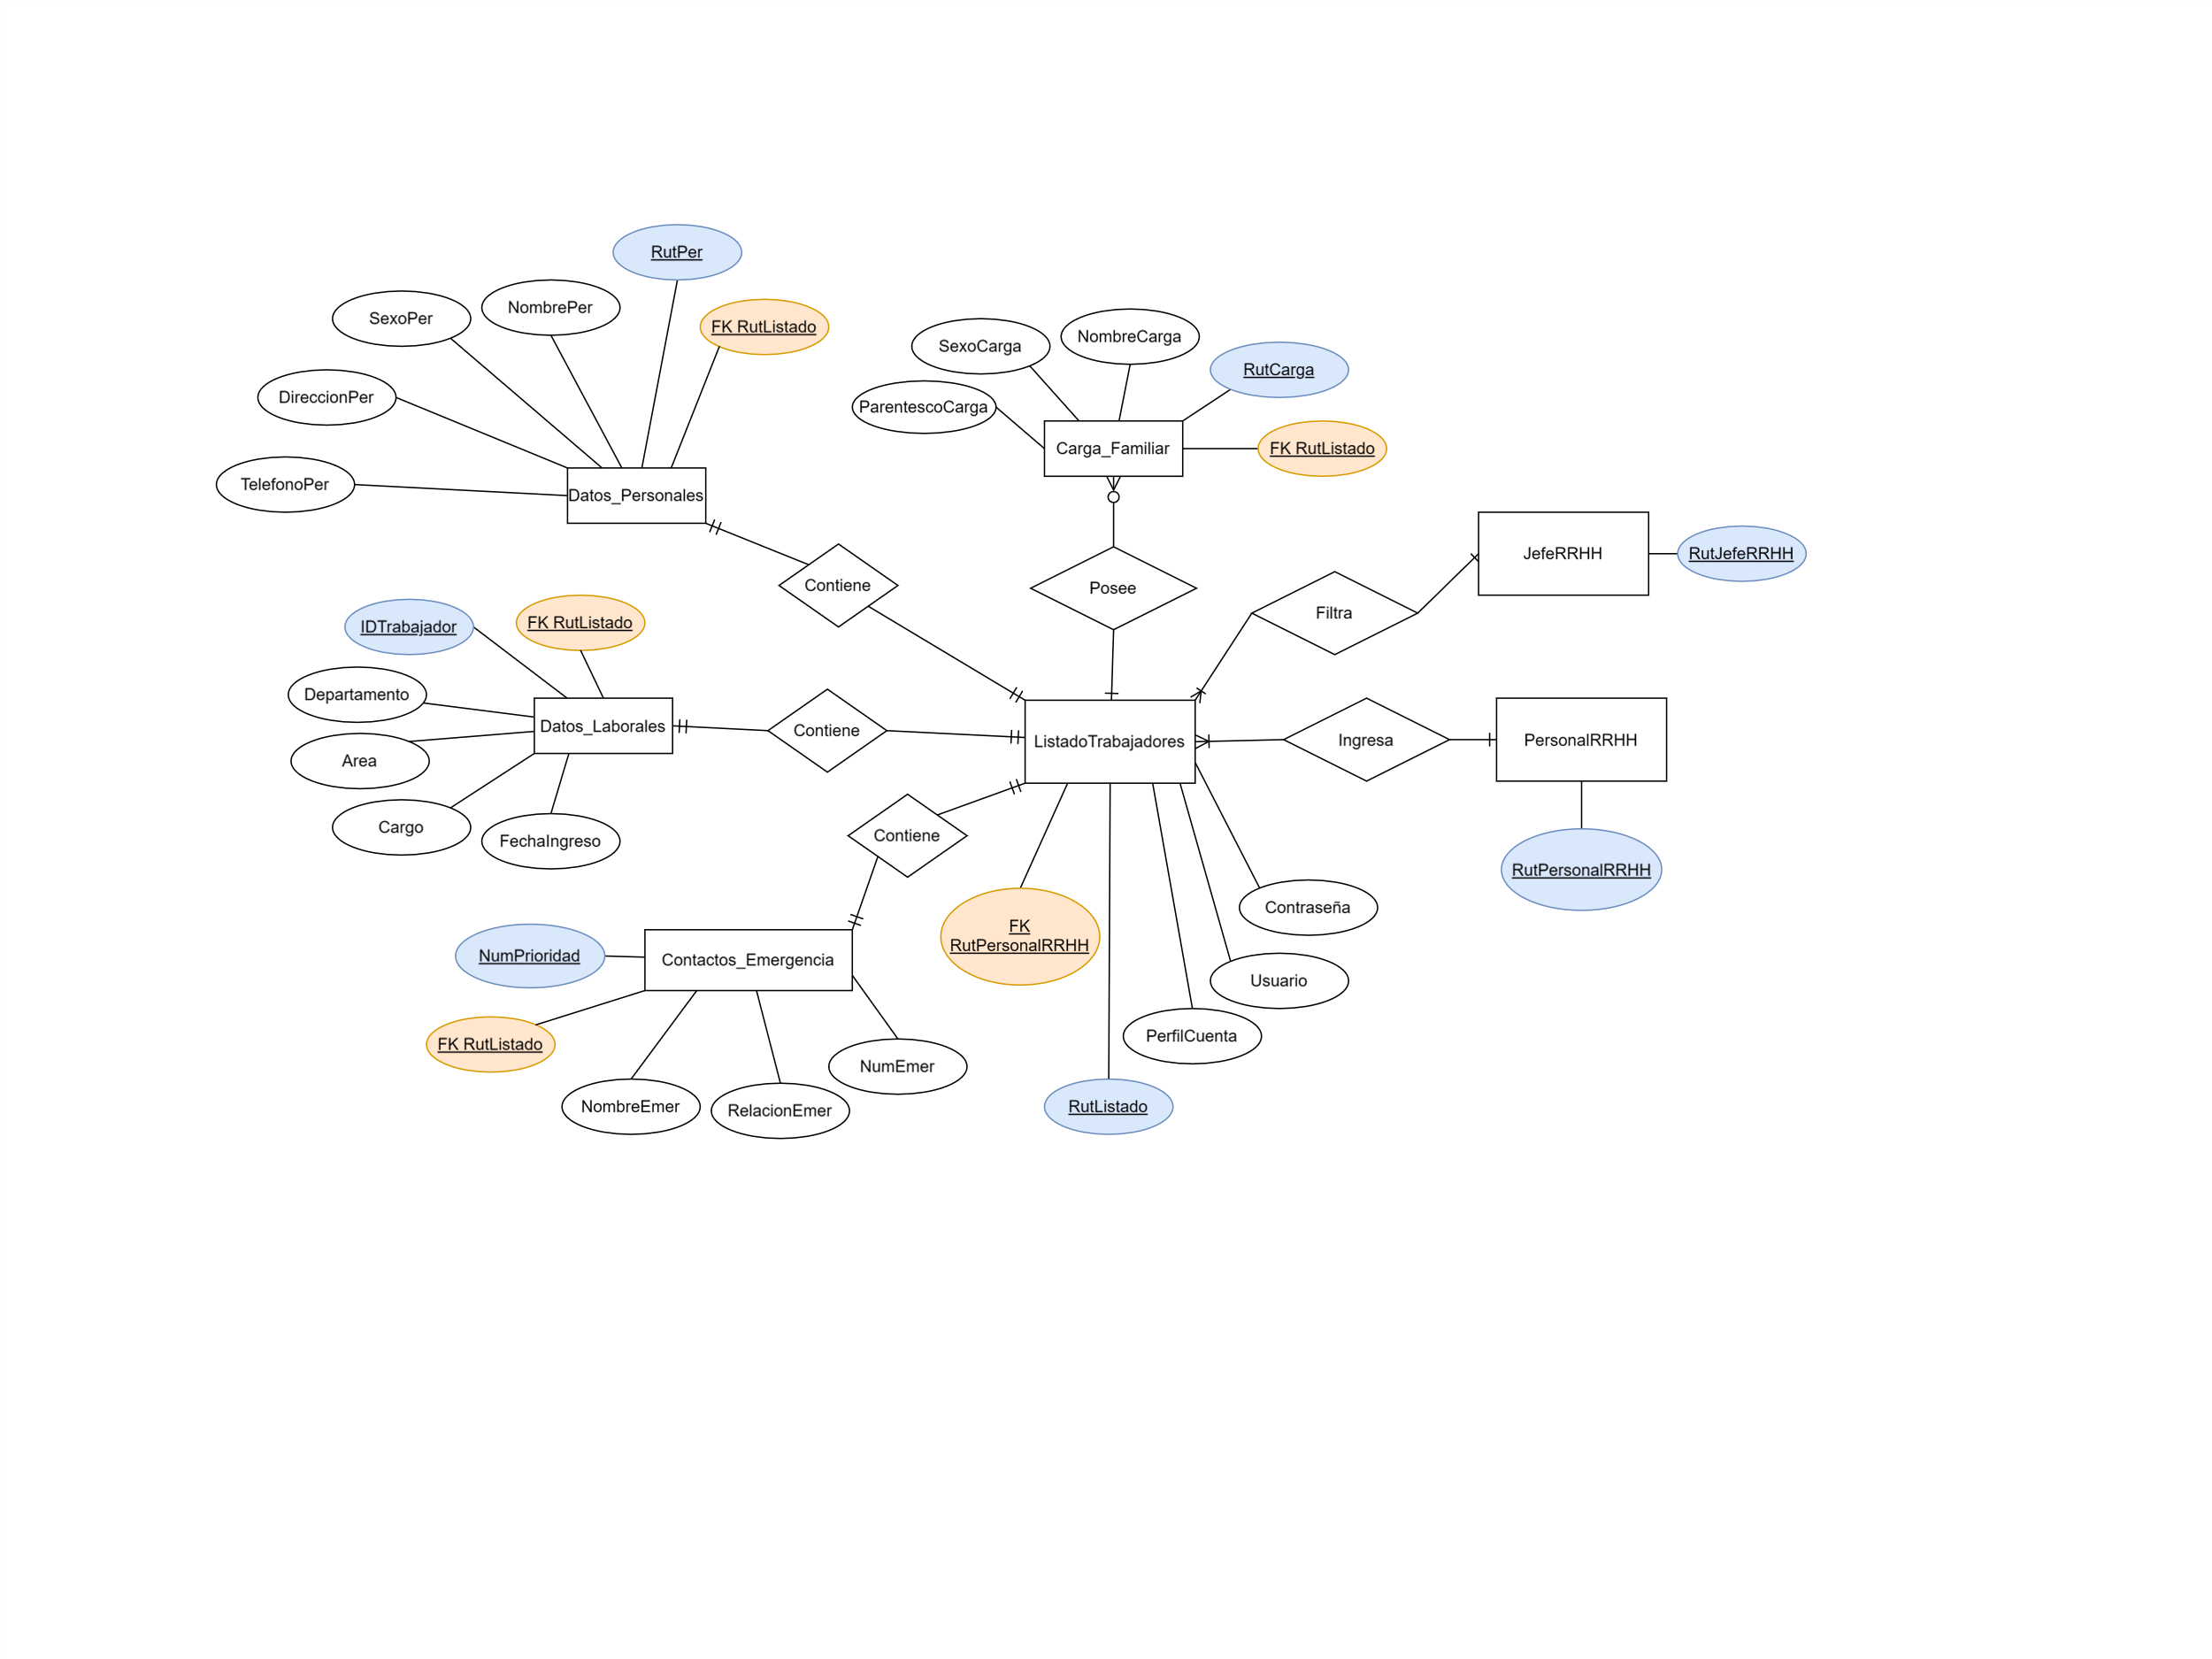 RutPer
NombrePer
SexoPer
FK RutListado
DireccionPer
TelefonoPer
Datos_Personales
NombreCarga
SexoCarga
RutCarga
ParentescoCarga
Carga_Familiar
FK RutListado
Contiene
Posee
Filtra
JefeRRHH
RutJefeRRHH
IDTrabajador
FK RutListado
Departamento
Datos_Laborales
Area
Cargo
FechaIngreso
Contiene
ListadoTrabajadores
Ingresa
PersonalRRHH
RutPersonalRRHH
Contiene
FK
RutPersonalRRHH
Contraseña
Usuario
PerfilCuenta
RutListado
NumPrioridad
Contactos_Emergencia
FK RutListado
NombreEmer
RelacionEmer
NumEmer